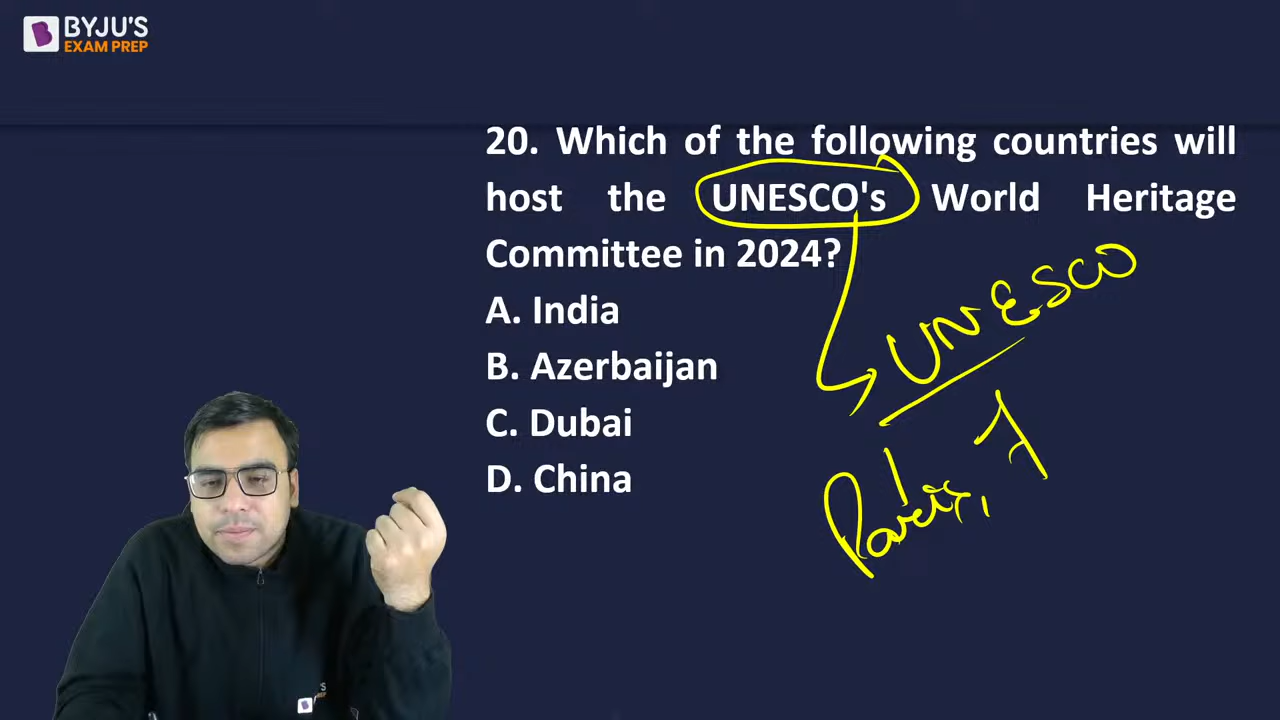 BYJU'S
EXAM PREP
20. Which of the following countries will
host the UNESCO's World Heritage
Committee in 2024?
A. India
B. Azerbaijan
C. Dubai
D. China
UNESCO
Paris,